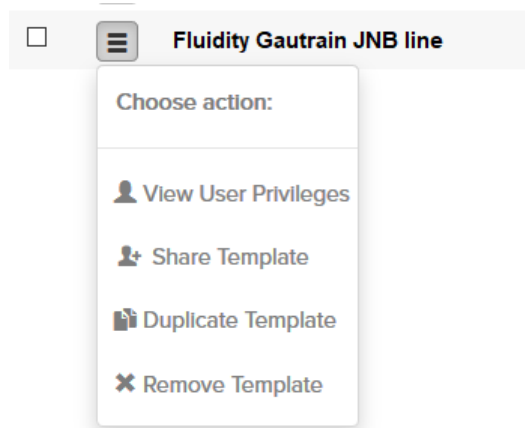 Fluidity Gautrain JNB line
Choose action:
View User Privileges
Share Template
Duplicate Template
Remove Template